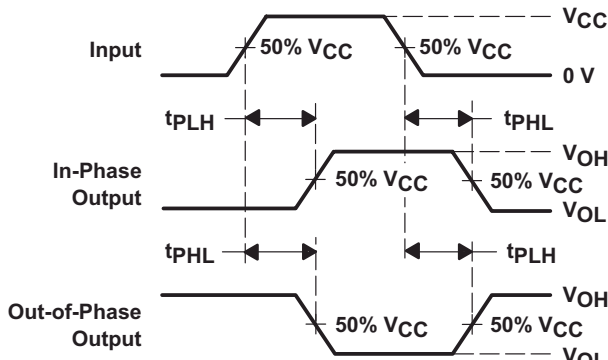 VCC
Input
50% VCC
50% VCC
0 V
tPLH
tPHL
VOH
In-Phase
Output
50% VCC
50% VCC
VOL
tPHL
tPLH
VOH
Out-of-Phase
Output
50% VCC
50% VCC
VOL